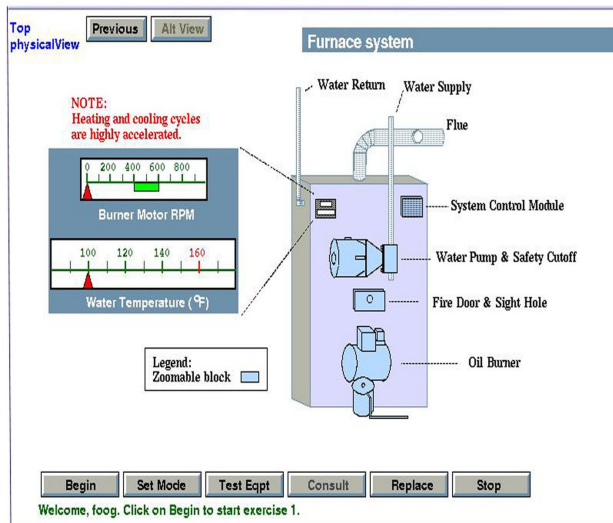 Top
physicalView
Previous
Alt View
Furnace system
Water Return
Water Supply
NOTE:
Heating and cooling cycles
are highly accelerated.
Flue
0 200 400 600 800
Burner Motor RPM
System Control Module
100 120 140 160
Water Temperature (°F)
Water Pump & Safety Cutoff
Fire Door & Sight Hole
Legend:
Zoomable block
Oil Burner
Begin
Set Mode
Test Eqpt
Consult
Replace
Stop
Welcome, foog. Click on Begin to start exercise 1.